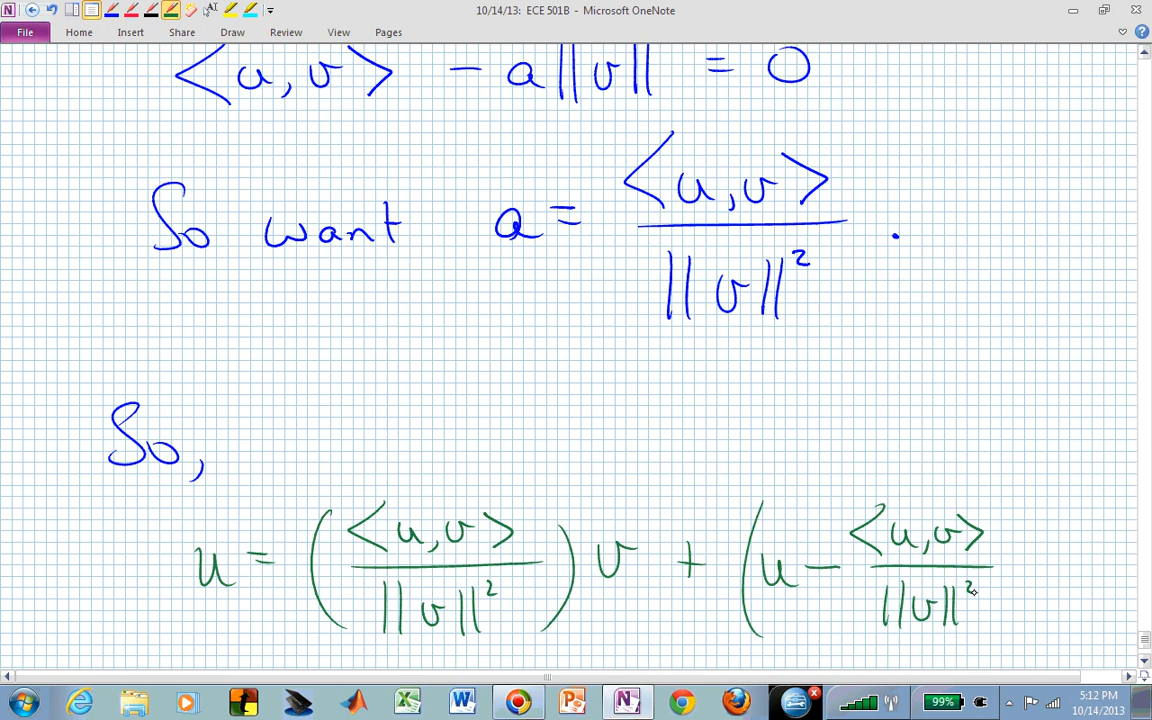 10/14/13: ECE 501B - Microsoft OneNote
File Home Insert Share Draw Review View Pages
<u, v> - a||v|| = 0
So want a = <u, v> / ||v||² .
So,
u = ( <u, v> / ||v||² ) v + ( u - <u, v> / ||v||²
99%
5:12 PM
10/14/2013